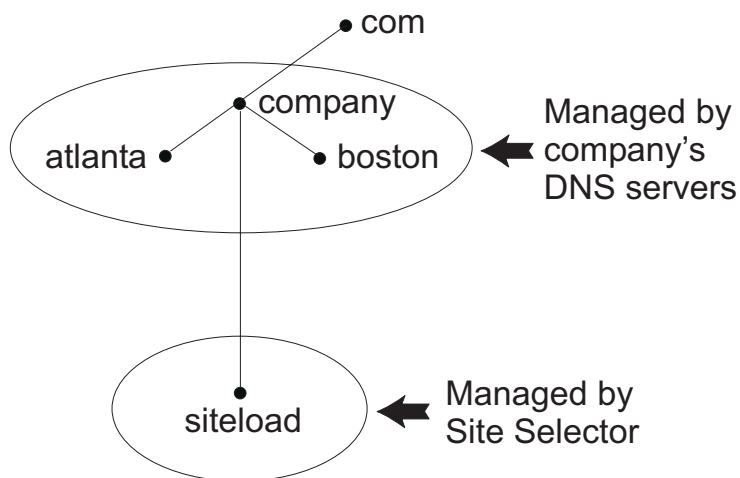 com
company
atlanta
boston
Managed by
company’s
DNS servers
siteload
Managed by
Site Selector